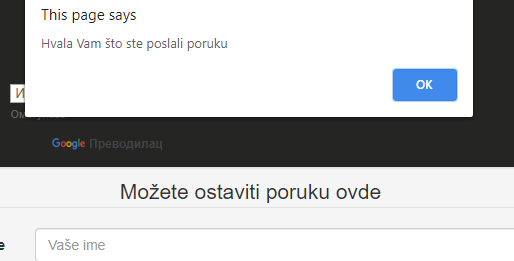 This page says
Hvala Vam što ste poslali poruku
OK
И
Google Преводилац
Možete ostaviti poruku ovde
e
Vaše ime